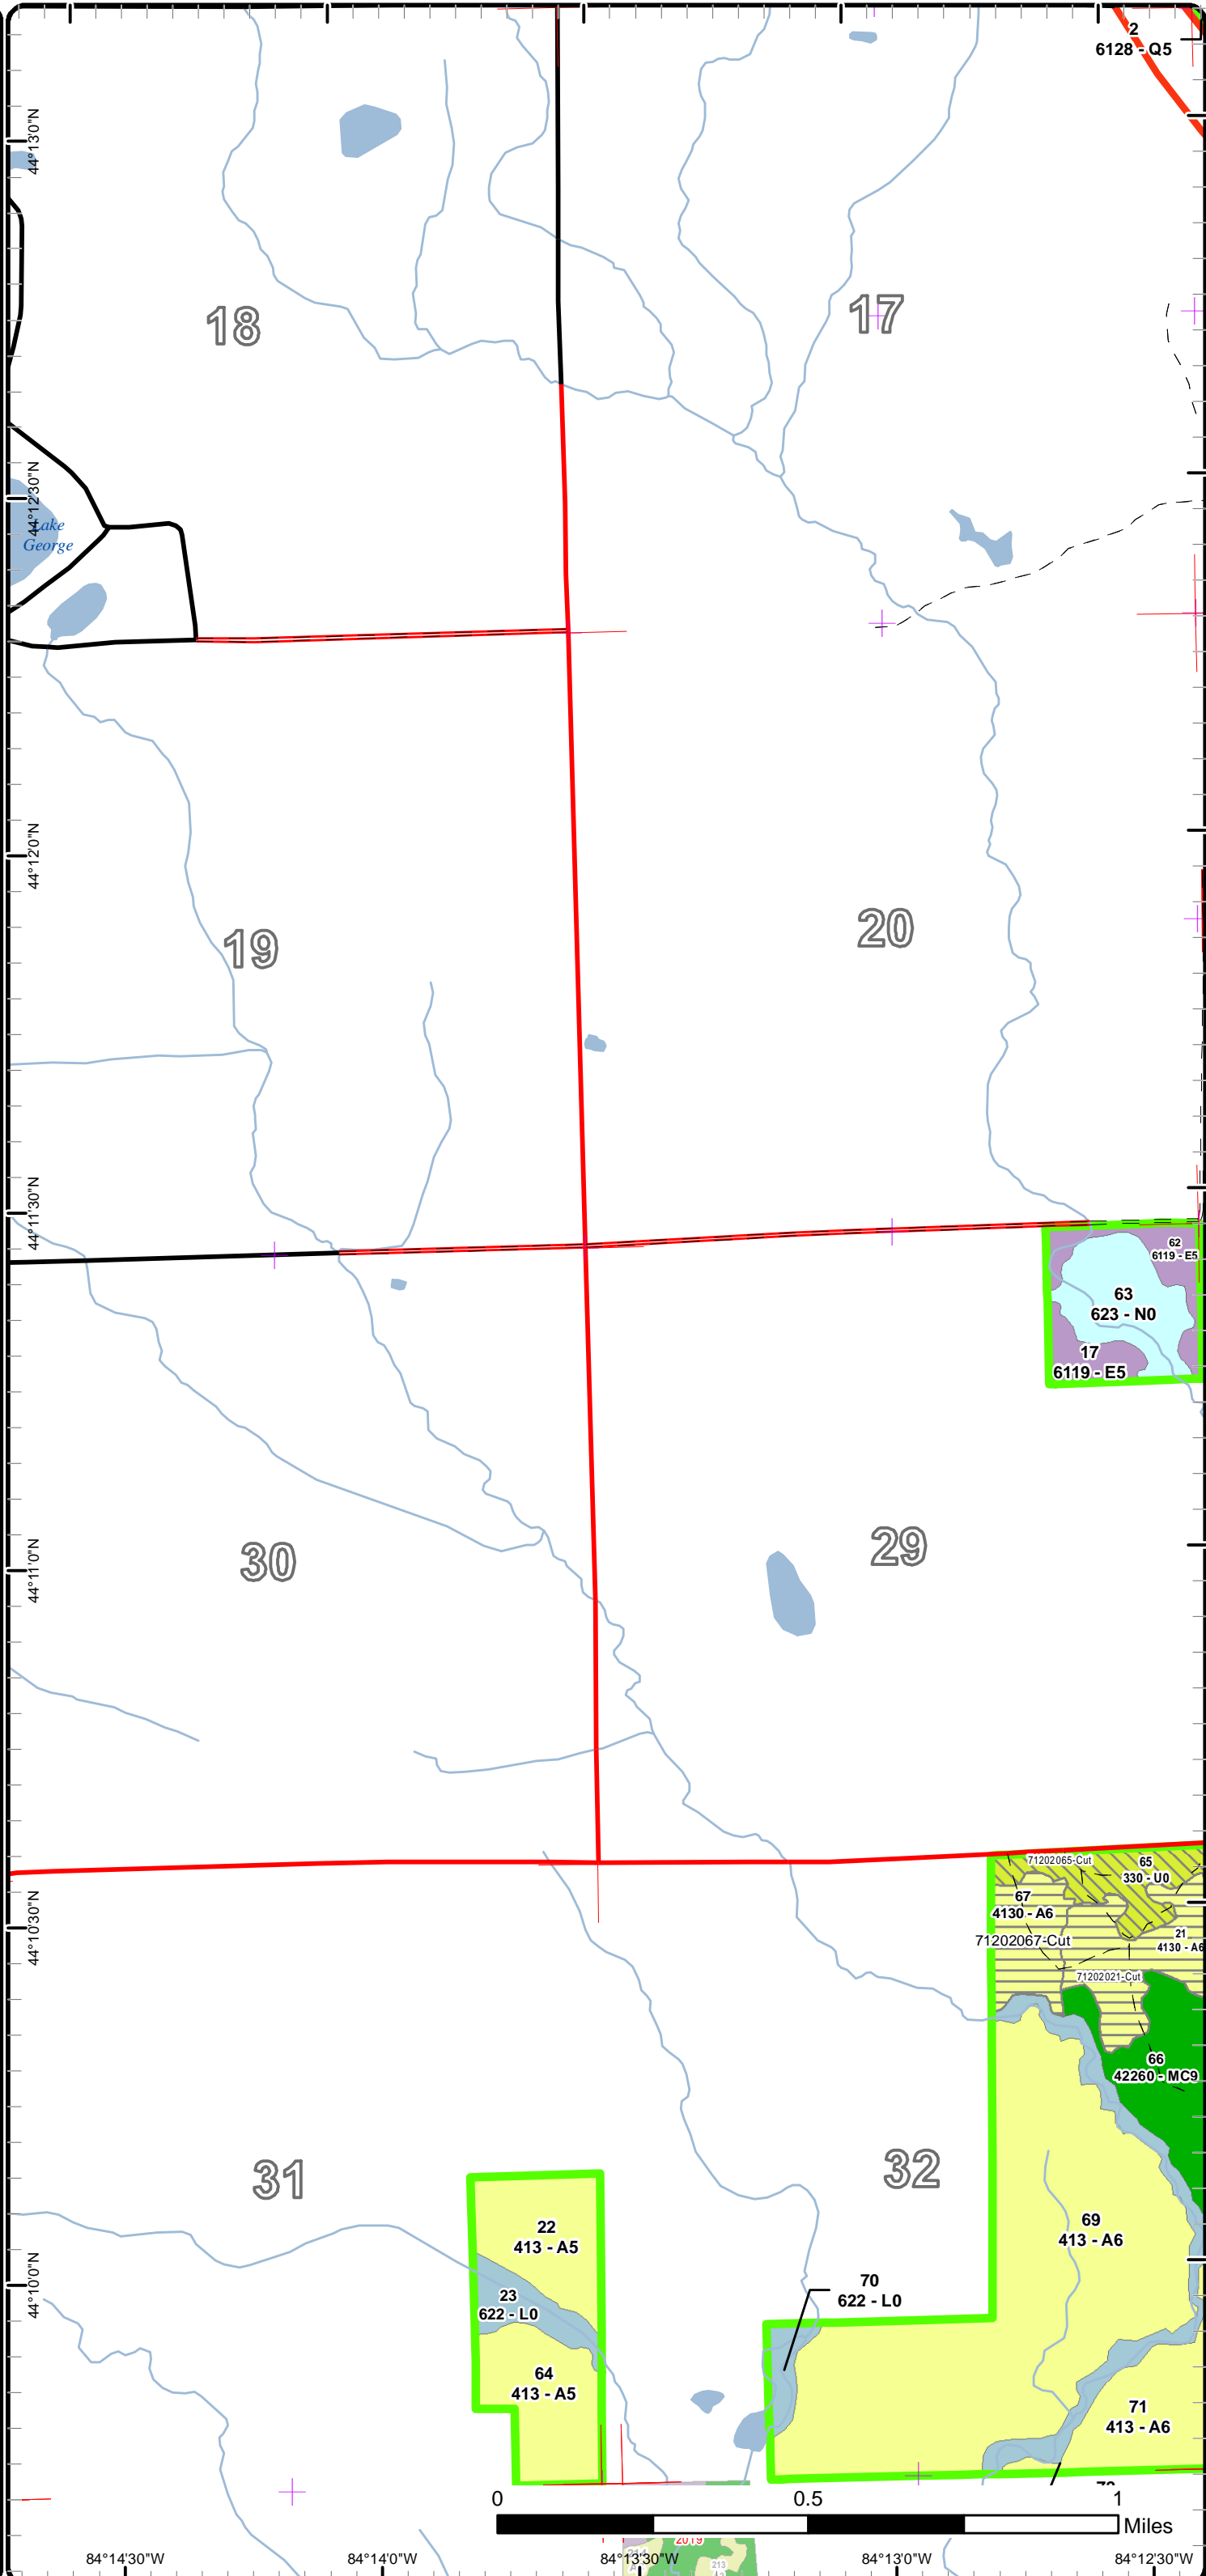 2
6128 - Q5
44°13'0"N
18
17
44°12'30"N
Lake
George
44°12'0"N
19
20
44°11'30"N
62
6119 - E5
63
623 - N0
17
6119 - E5
44°11'0"N
30
29
71202065-Cut
65
330 - U0
67
4130 - A6
71202067-Cut
21
4130 - A6
71202021-Cut
44°10'30"N
66
42260 - MC9
31
32
22
413 - A5
69
413 - A6
44°10'0"N
23
622 - L0
70
622 - L0
64
413 - A5
71
413 - A6
0
0.5
1
Miles
2019
213
84°14'30"W
84°14'0"W
84°13'30"W
84°13'0"W
84°12'30"W